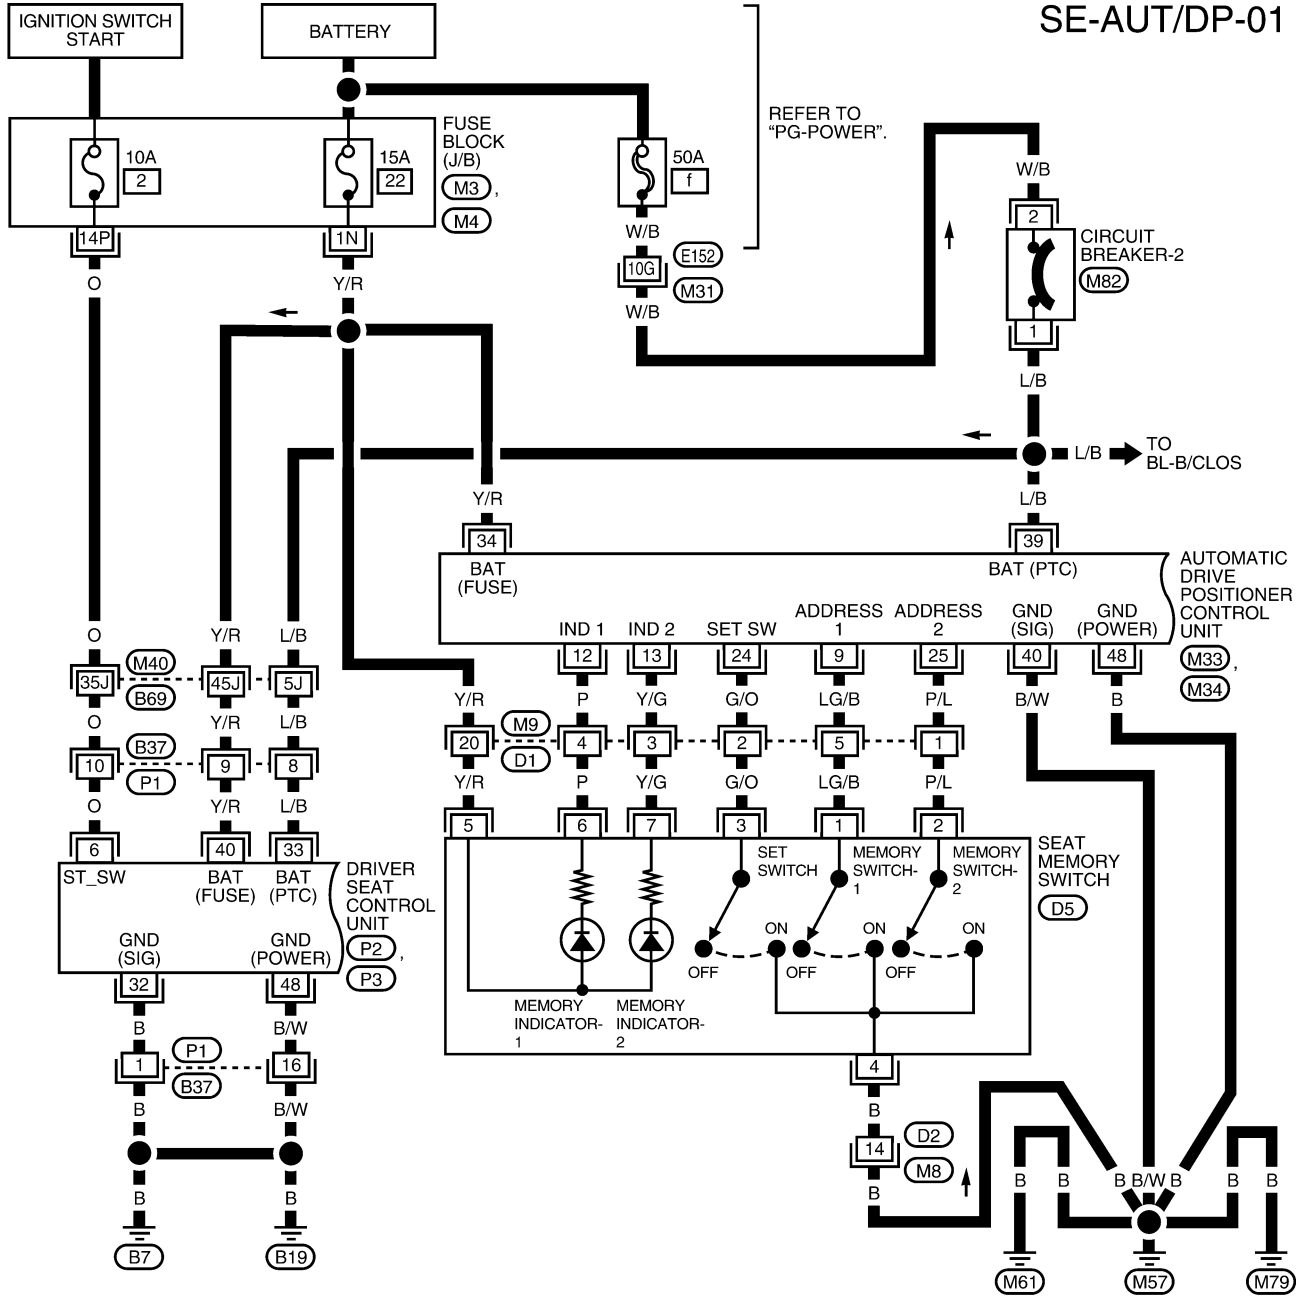 SE-AUT/DP-01
IGNITION SWITCH
START
BATTERY
REFER TO
“PG-POWER”.
FUSE
BLOCK
(J/B)
M3 ,
M4
10A
2
15A
22
50A
f
W/B
W/B
2
CIRCUIT
BREAKER-2
M82
1
14P
1N
10G
E152
M31
W/B
O
Y/R
L/B
L/B
TO
BL-B/CLOS
Y/R
L/B
34
39
BAT
(FUSE)
BAT (PTC)
AUTOMATIC
DRIVE
POSITIONER
CONTROL
UNIT
M33 ,
M34
IND 1
IND 2
SET SW
ADDRESS
1
ADDRESS
2
GND
(SIG)
GND
(POWER)
12
13
24
9
25
40
48
O
Y/R
L/B
35J
M40
B69
45J
5J
Y/R
P
Y/G
G/O
LG/B
P/L
B/W
B
O
Y/R
L/B
20
M9
D1
4
3
2
5
1
10
B37
P1
9
8
Y/R
P
Y/G
G/O
LG/B
P/L
O
Y/R
L/B
5
6
7
3
1
2
6
40
33
ST_SW
BAT
(FUSE)
BAT
(PTC)
DRIVER
SEAT
CONTROL
UNIT
P2 ,
P3
GND
(SIG)
GND
(POWER)
SET
SWITCH
MEMORY
SWITCH-
1
MEMORY
SWITCH-
2
SEAT
MEMORY
SWITCH
D5
ON
ON
ON
OFF
OFF
OFF
MEMORY
INDICATOR-
1
MEMORY
INDICATOR-
2
32
48
B
B/W
1
P1
B37
16
B
B/W
B
B
B7
B19
4
B
14
D2
M8
B
B
B
B
B/W
B
B
B
M61
M57
M79